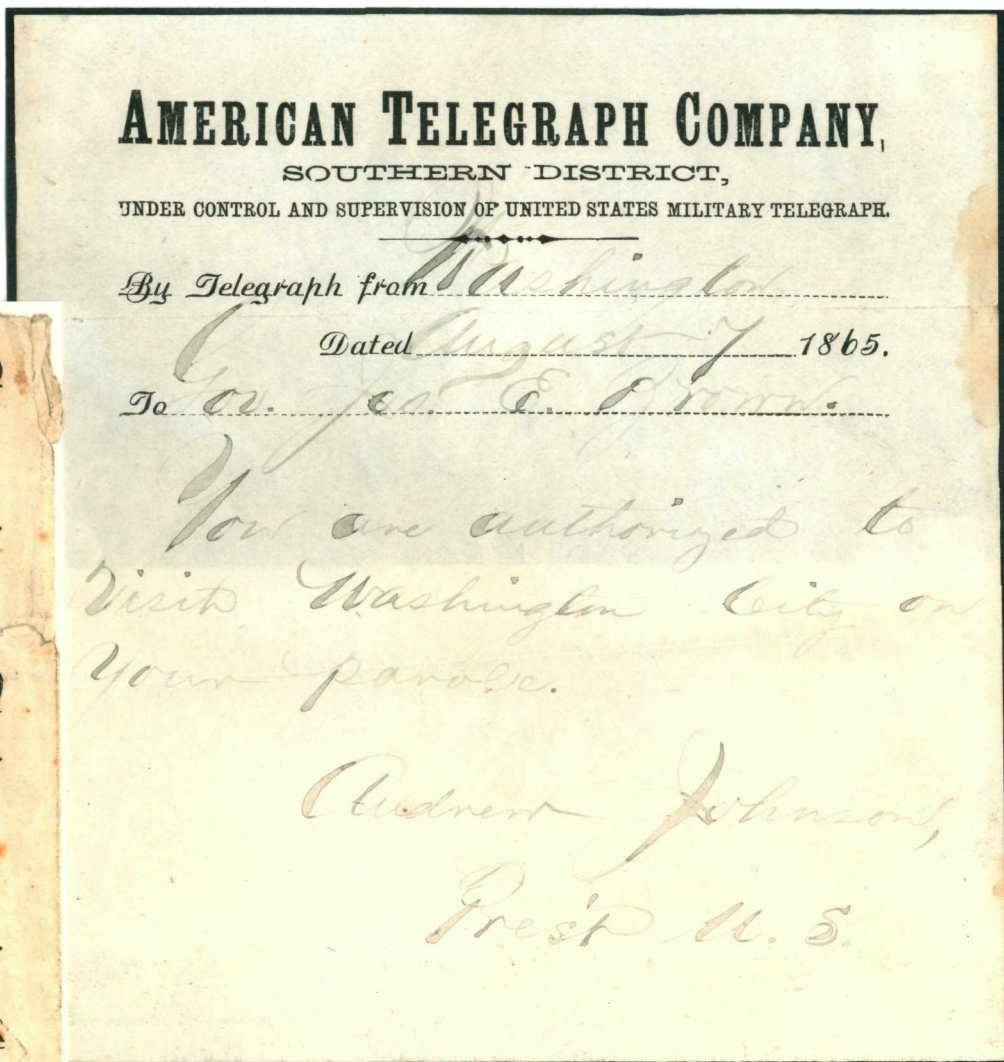 AMERICAN TELEGRAPH COMPANY,
SOUTHERN DISTRICT,
UNDER CONTROL AND SUPERVISION OF UNITED STATES MILITARY TELEGRAPH.
By Telegraph from Washington
Dated August 7 1865.
To Gov. Jos. E. Brown.
You are authorized to
Visit Washington City on
Your parole.
Andrew Johnson,
Pres't U. S.